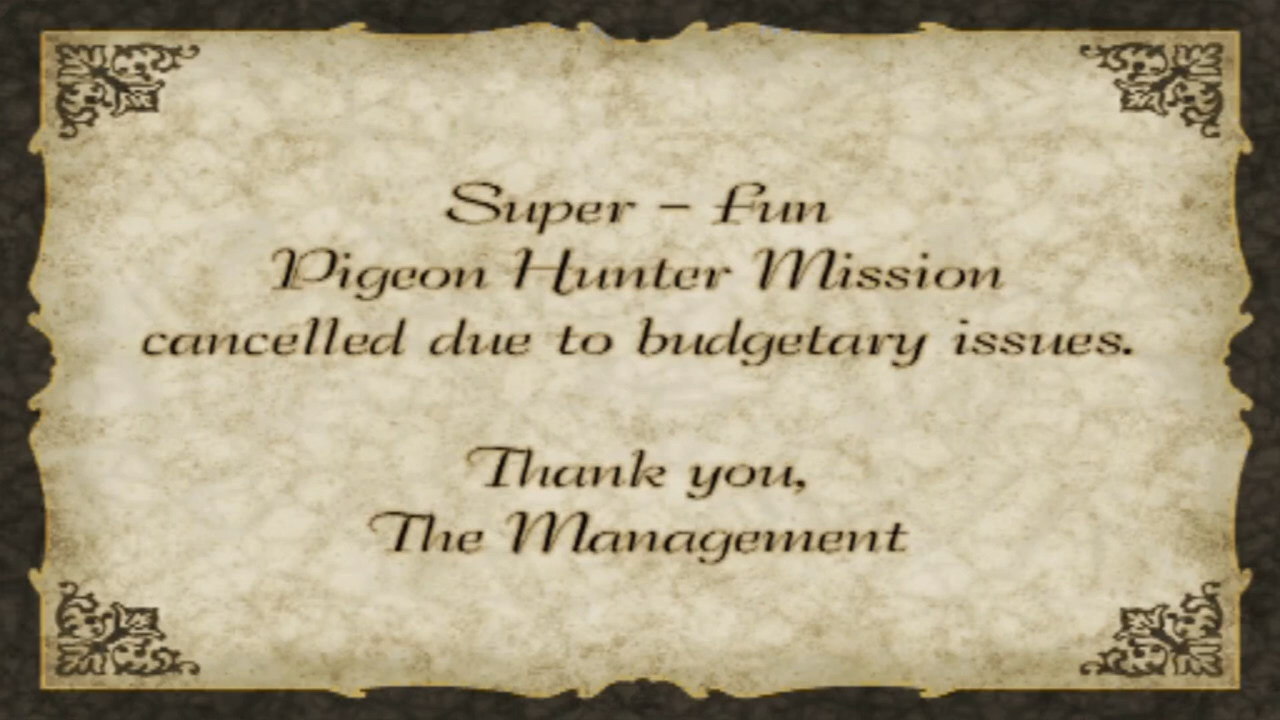 Super - Fun
Pigeon Hunter Mission
cancelled due to budgetary issues.
Thank you,
The Management